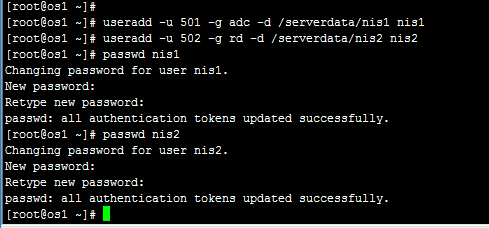 [root@os1 ~]#
[root@os1 ~]# useradd -u 501 -g adc -d /serverdata/nis1 nis1
[root@os1 ~]# useradd -u 502 -g rd -d /serverdata/nis2 nis2
[root@os1 ~]# passwd nis1
Changing password for user nis1.
New password:
Retype new password:
passwd: all authentication tokens updated successfully.
[root@os1 ~]# passwd nis2
Changing password for user nis2.
New password:
Retype new password:
passwd: all authentication tokens updated successfully.
[root@os1 ~]#